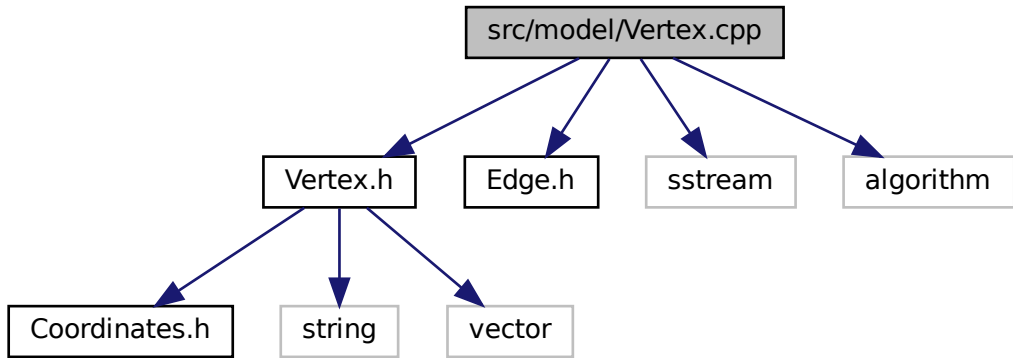 src/model/Vertex.cpp
Vertex.h
Edge.h
sstream
algorithm
Coordinates.h
string
vector